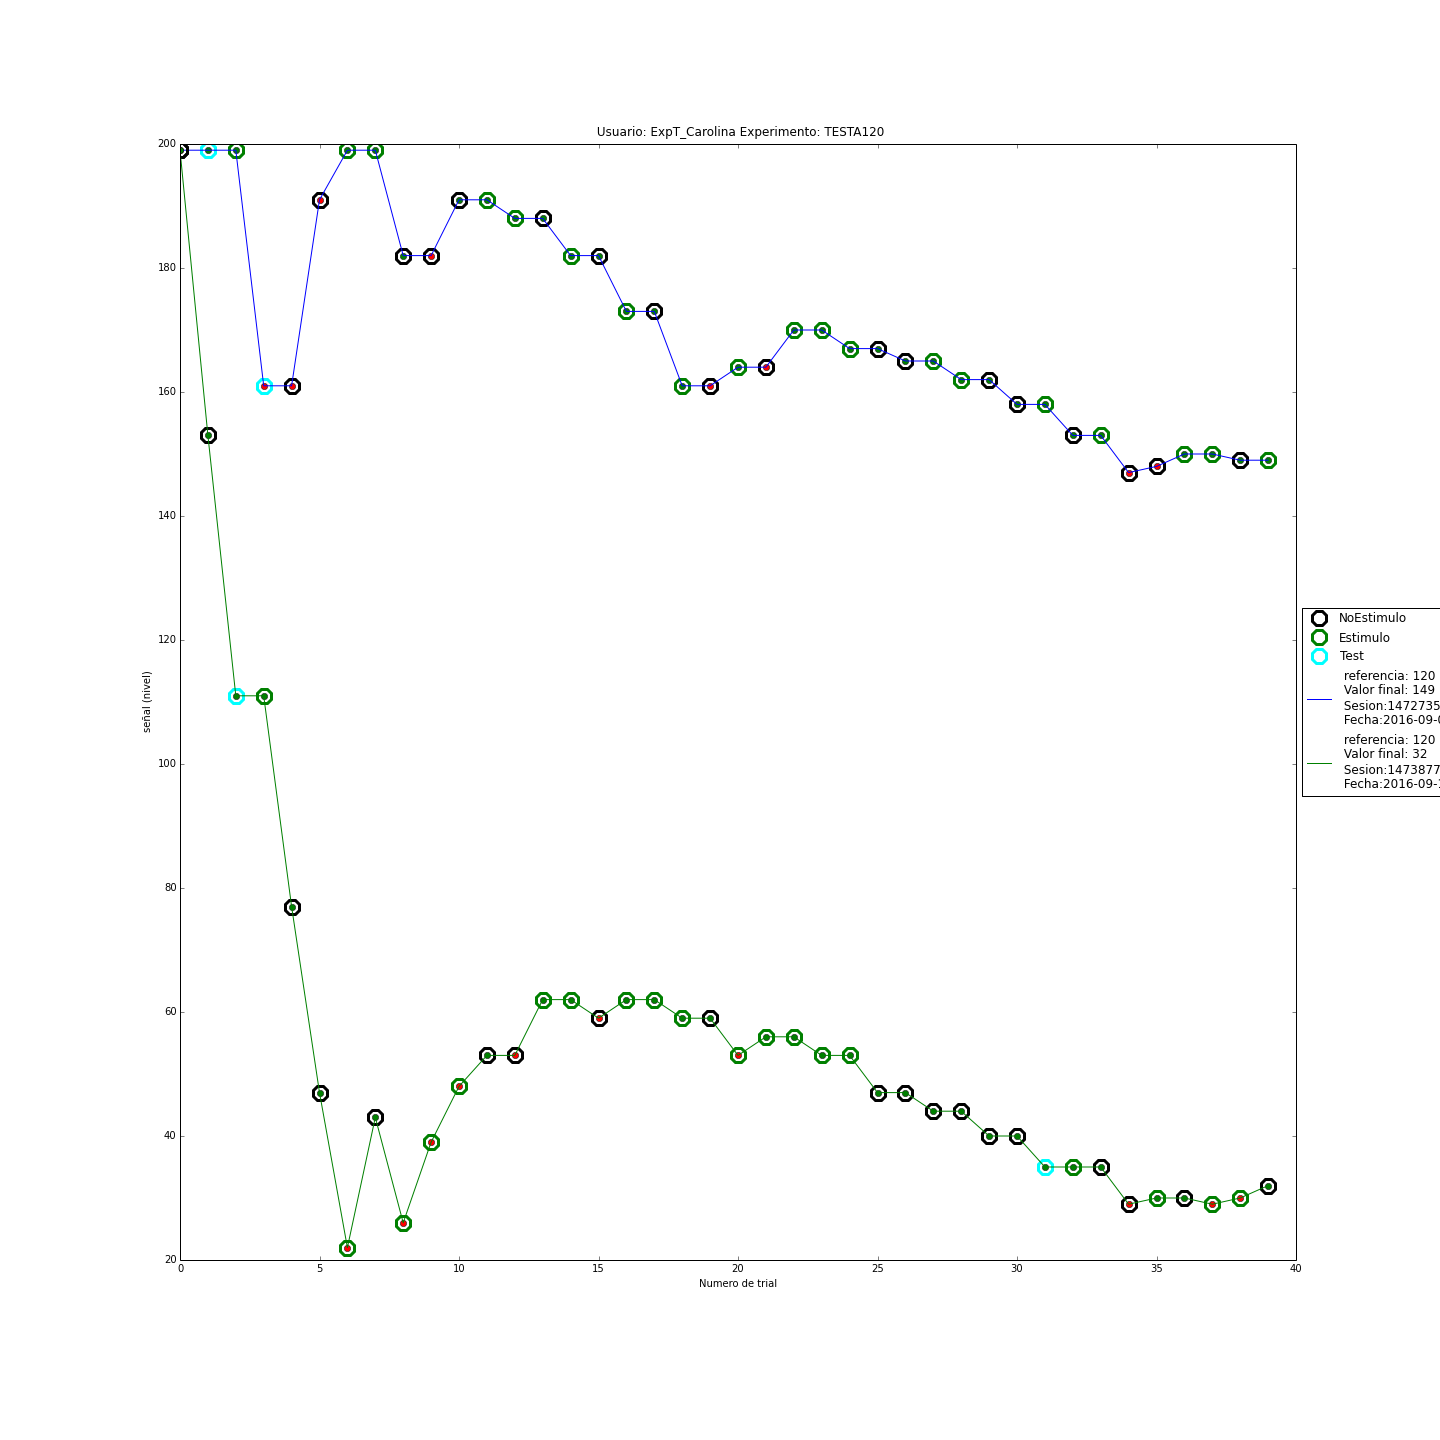 Usuario: ExpT_Carolina Experimento: TESTA120
200
180
160
140
120
100
80
60
40
20
señal (nivel)
0
5
10
15
20
25
30
35
40
Numero de trial
NoEstimulo
Estimulo
Test
referencia: 120
Valor final: 149
Sesion:1472735
Fecha:2016-09-0
referencia: 120
Valor final: 32
Sesion:1473877
Fecha:2016-09-1